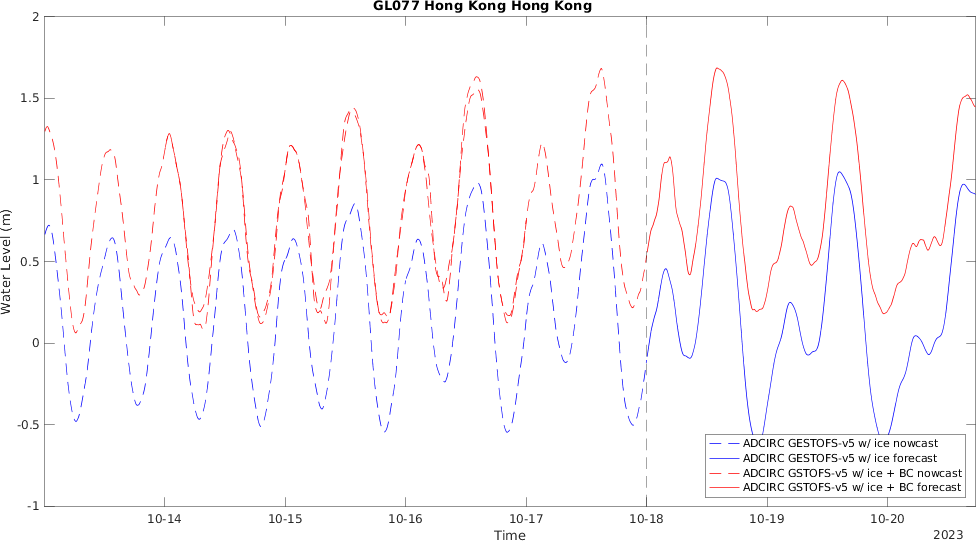 GL077 Hong Kong Hong Kong
Water Level (m)
2
1.5
1
0.5
0
-0.5
-1
ADCIRC GESTOFS-v5 w/ ice nowcast
ADCIRC GESTOFS-v5 w/ ice forecast
ADCIRC GSTOFS-v5 w/ ice + BC nowcast
ADCIRC GSTOFS-v5 w/ ice + BC forecast
10-14 10-15 10-16 10-17 10-18 10-19 10-20
Time
2023